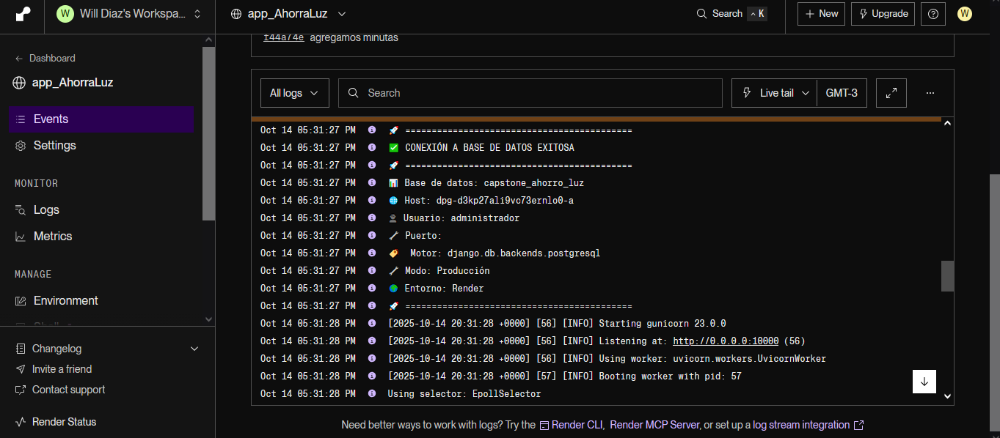 W Will Diaz's Workspa...
app_AhorraLuz
Search ^ K
+ New
Upgrade
W
← Dashboard
app_AhorraLuz
Events
Settings
MONITOR
Logs
Metrics
MANAGE
Environment
Changelog
Invite a friend
Contact support
Render Status
f44a74e agregamos minutas
All logs
Search
Live tail
GMT-3
...
Oct 14 05:31:27 PM 🚀 ===========================================
Oct 14 05:31:27 PM ✅ CONEXIÓN A BASE DE DATOS EXITOSA
Oct 14 05:31:27 PM 🚀 ===========================================
Oct 14 05:31:27 PM 📊 Base de datos: capstone_ahorro_luz
Oct 14 05:31:27 PM 🌐 Host: dpg-d3kp27ali9vc73ernlo0-a
Oct 14 05:31:27 PM 👤 Usuario: administrador
Oct 14 05:31:27 PM 🔧 Puerto:
Oct 14 05:31:27 PM 🏷️ Motor: django.db.backends.postgresql
Oct 14 05:31:27 PM 🔧 Modo: Producción
Oct 14 05:31:27 PM 🌍 Entorno: Render
Oct 14 05:31:27 PM 🚀 ===========================================
Oct 14 05:31:28 PM [2025-10-14 20:31:28 +0000] [56] [INFO] Starting gunicorn 23.0.0
Oct 14 05:31:28 PM [2025-10-14 20:31:28 +0000] [56] [INFO] Listening at: http://0.0.0.0:10000 (56)
Oct 14 05:31:28 PM [2025-10-14 20:31:28 +0000] [56] [INFO] Using worker: uvicorn.workers.UvicornWorker
Oct 14 05:31:28 PM [2025-10-14 20:31:28 +0000] [57] [INFO] Booting worker with pid: 57
Oct 14 05:31:28 PM Using selector: EpollSelector
Need better ways to work with logs? Try the Render CLI, Render MCP Server, or set up a log stream integration